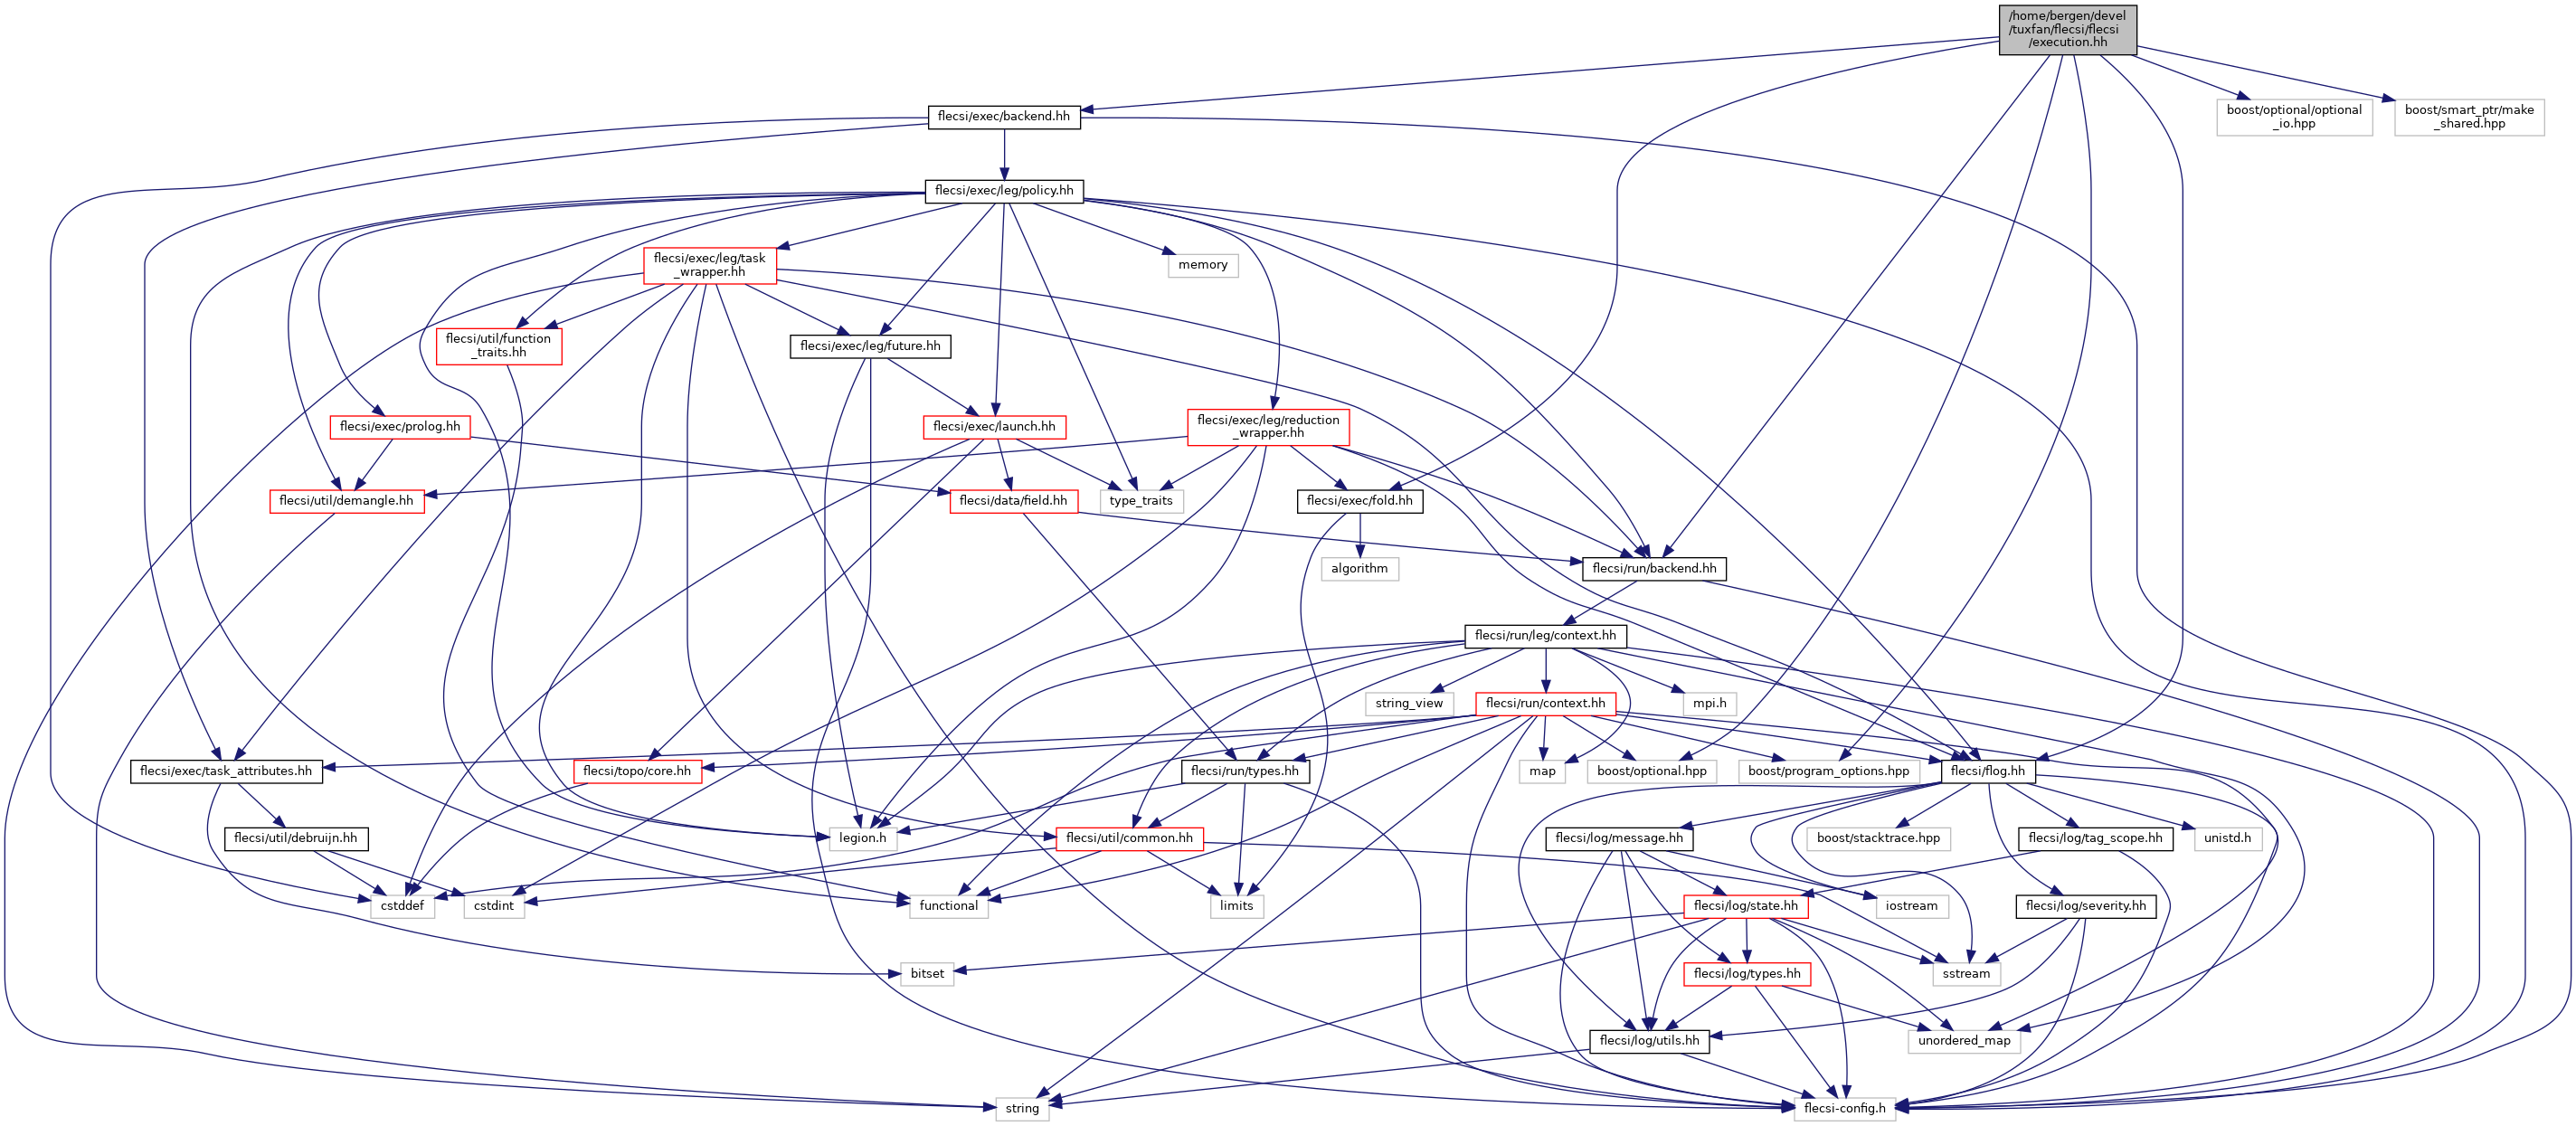 /home/bergen/devel
/tuxfan/flecsi/flecsi
/execution.hh
flecsi/exec/backend.hh
boost/optional/optional
_io.hpp
boost/smart_ptr/make
_shared.hpp
flecsi/exec/leg/policy.hh
flecsi/exec/leg/task
_wrapper.hh
memory
flecsi/util/function
_traits.hh
flecsi/exec/leg/future.hh
flecsi/exec/prolog.hh
flecsi/exec/launch.hh
flecsi/exec/leg/reduction
_wrapper.hh
flecsi/util/demangle.hh
flecsi/data/field.hh
type_traits
flecsi/exec/fold.hh
algorithm
flecsi/run/backend.hh
flecsi/run/leg/context.hh
string_view
flecsi/run/context.hh
mpi.h
flecsi/exec/task_attributes.hh
flecsi/topo/core.hh
flecsi/run/types.hh
map
boost/optional.hpp
boost/program_options.hpp
flecsi/flog.hh
flecsi/util/debruijn.hh
legion.h
flecsi/util/common.hh
flecsi/log/message.hh
boost/stacktrace.hpp
flecsi/log/tag_scope.hh
unistd.h
cstddef
cstdint
functional
limits
flecsi/log/state.hh
iostream
flecsi/log/severity.hh
bitset
flecsi/log/types.hh
sstream
flecsi/log/utils.hh
unordered_map
string
flecsi-config.h